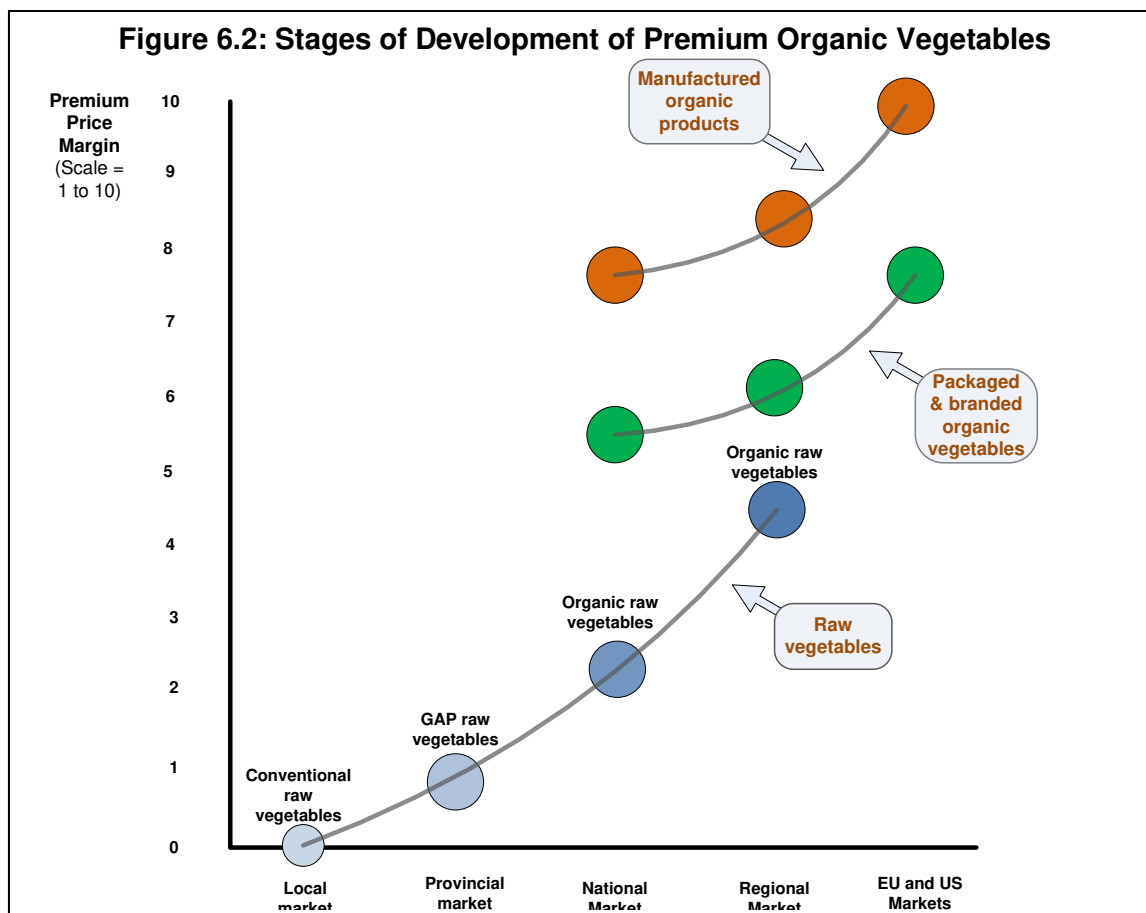 Figure 6.2: Stages of Development of Premium Organic Vegetables
Premium
Price
Margin
(Scale =
1 to 10)
10
9
8
7
6
5
4
3
2
1
0
Manufactured
organic
products
Packaged
& branded
organic
vegetables
Organic raw
vegetables
Organic raw
vegetables
Raw
vegetables
GAP raw
vegetables
Conventional
raw
vegetables
Local
market
Provincial
market
National
Market
Regional
Market
EU and US
Markets